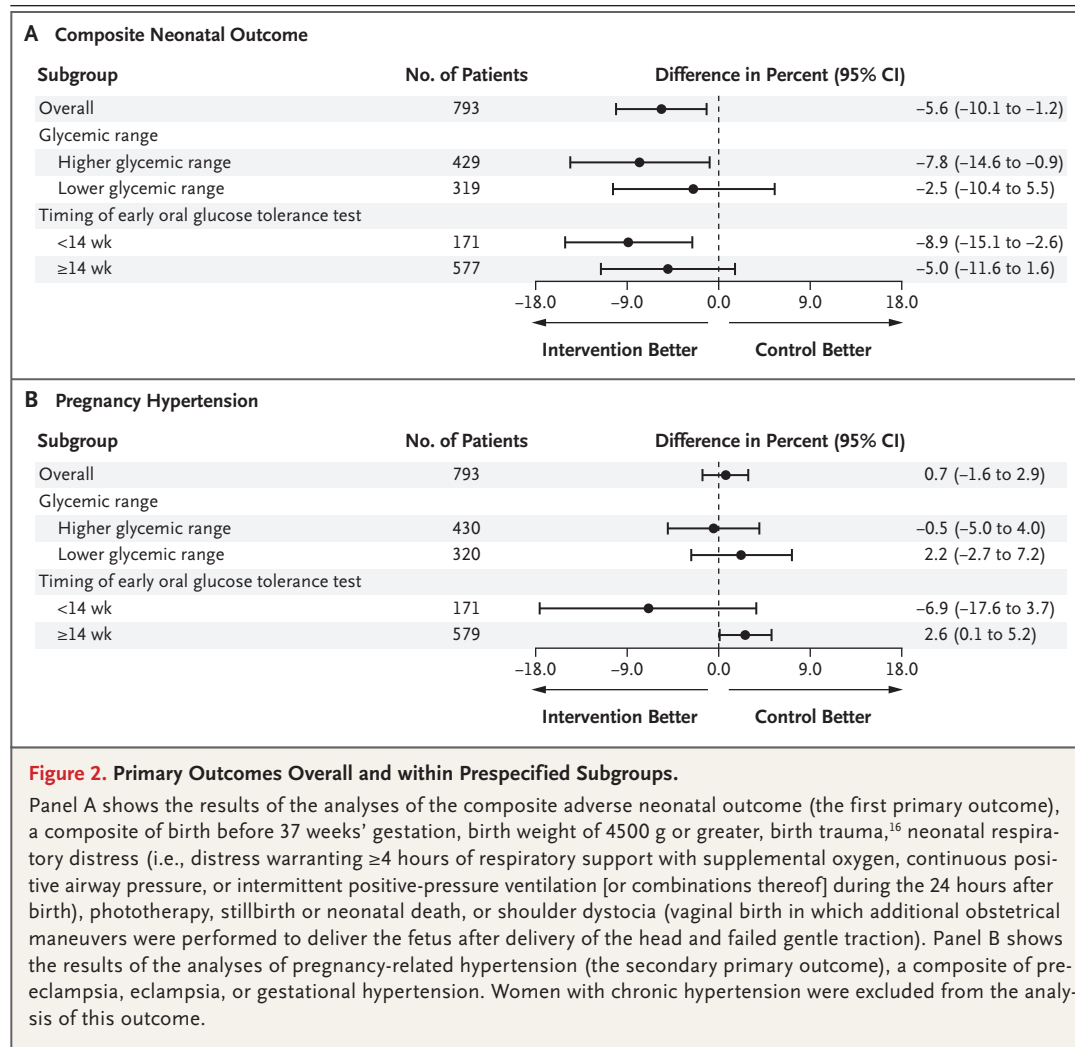 A Composite Neonatal Outcome
Subgroup No. of Patients Difference in Percent (95% CI)
Overall 793 –5.6 (–10.1 to –1.2)
Glycemic range
Higher glycemic range 429 –7.8 (–14.6 to –0.9)
Lower glycemic range 319 –2.5 (–10.4 to 5.5)
Timing of early oral glucose tolerance test
<14 wk 171 –8.9 (–15.1 to –2.6)
≥14 wk 577 –5.0 (–11.6 to 1.6)
–18.0 –9.0 0.0 9.0 18.0
Intervention Better Control Better
B Pregnancy Hypertension
Subgroup No. of Patients Difference in Percent (95% CI)
Overall 793 0.7 (–1.6 to 2.9)
Glycemic range
Higher glycemic range 430 –0.5 (–5.0 to 4.0)
Lower glycemic range 320 2.2 (–2.7 to 7.2)
Timing of early oral glucose tolerance test
<14 wk 171 –6.9 (–17.6 to 3.7)
≥14 wk 579 2.6 (0.1 to 5.2)
–18.0 –9.0 0.0 9.0 18.0
Intervention Better Control Better
Figure 2. Primary Outcomes Overall and within Prespecified Subgroups.
Panel A shows the results of the analyses of the composite adverse neonatal outcome (the first primary outcome),
a composite of birth before 37 weeks’ gestation, birth weight of 4500 g or greater, birth trauma,16 neonatal respira-
tory distress (i.e., distress warranting ≥4 hours of respiratory support with supplemental oxygen, continuous posi-
tive airway pressure, or intermittent positive-pressure ventilation [or combinations thereof] during the 24 hours after
birth), phototherapy, stillbirth or neonatal death, or shoulder dystocia (vaginal birth in which additional obstetrical
maneuvers were performed to deliver the fetus after delivery of the head and failed gentle traction). Panel B shows
the results of the analyses of pregnancy-related hypertension (the secondary primary outcome), a composite of pre-
eclampsia, eclampsia, or gestational hypertension. Women with chronic hypertension were excluded from the analy-
sis of this outcome.